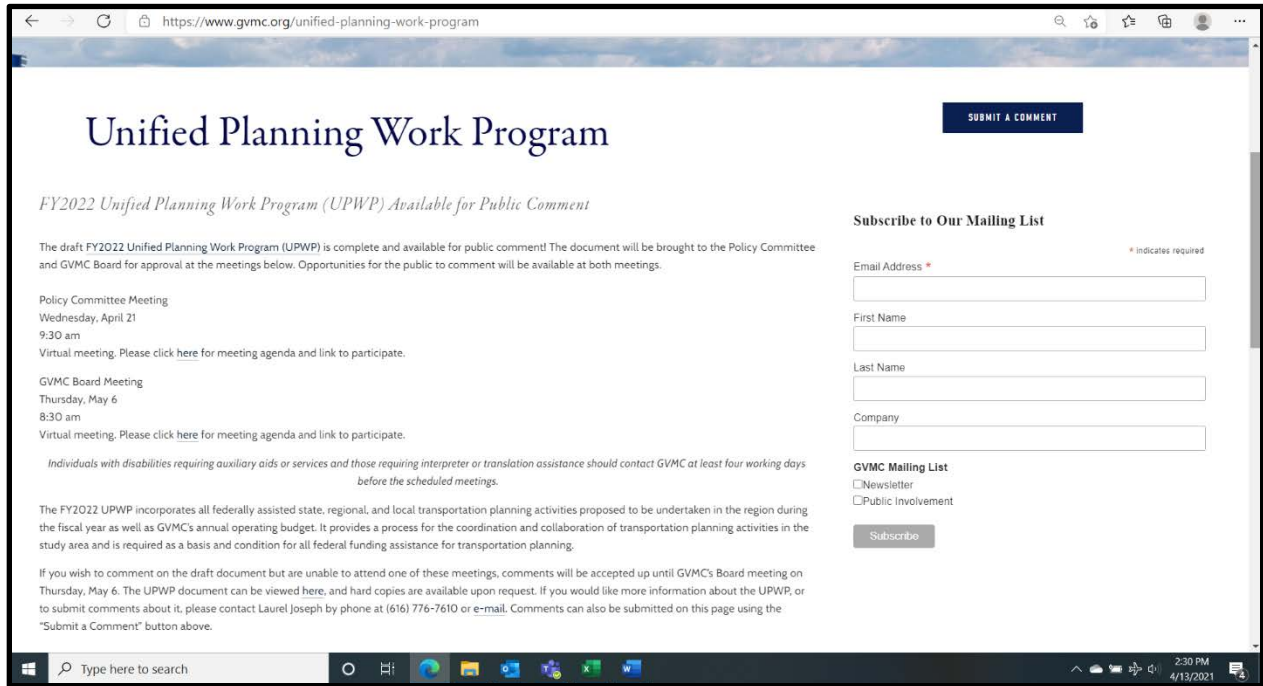 https://www.gvmc.org/unified-planning-work-program
Unified Planning Work Program
SUBMIT A COMMENT
FY2022 Unified Planning Work Program (UPWP) Available for Public Comment
The draft FY2022 Unified Planning Work Program (UPWP) is complete and available for public comment! The document will be brought to the Policy Committee
and GVMC Board for approval at the meetings below. Opportunities for the public to comment will be available at both meetings.
Policy Committee Meeting
Wednesday, April 21
9:30 am
Virtual meeting. Please click here for meeting agenda and link to participate.
GVMC Board Meeting
Thursday, May 6
8:30 am
Virtual meeting. Please click here for meeting agenda and link to participate.
Individuals with disabilities requiring auxiliary aids or services and those requiring interpreter or translation assistance should contact GVMC at least four working days
before the scheduled meetings.
The FY2022 UPWP incorporates all federally assisted state, regional, and local transportation planning activities proposed to be undertaken in the region during
the fiscal year as well as GVMC's annual operating budget. It provides a process for the coordination and collaboration of transportation planning activities in the
study area and is required as a basis and condition for all federal funding assistance for transportation planning.
If you wish to comment on the draft document but are unable to attend one of these meetings, comments will be accepted up until GVMC's Board meeting on
Thursday, May 6. The UPWP document can be viewed here, and hard copies are available upon request. If you would like more information about the UPWP, or
to submit comments about it, please contact Laurel Joseph by phone at (616) 776-7610 or e-mail. Comments can also be submitted on this page using the
"Submit a Comment" button above.
Subscribe to Our Mailing List
* indicates required
Email Address *
First Name
Last Name
Company
GVMC Mailing List
Newsletter
Public Involvement
Subscribe
Type here to search
2:30 PM
4/13/2021
4